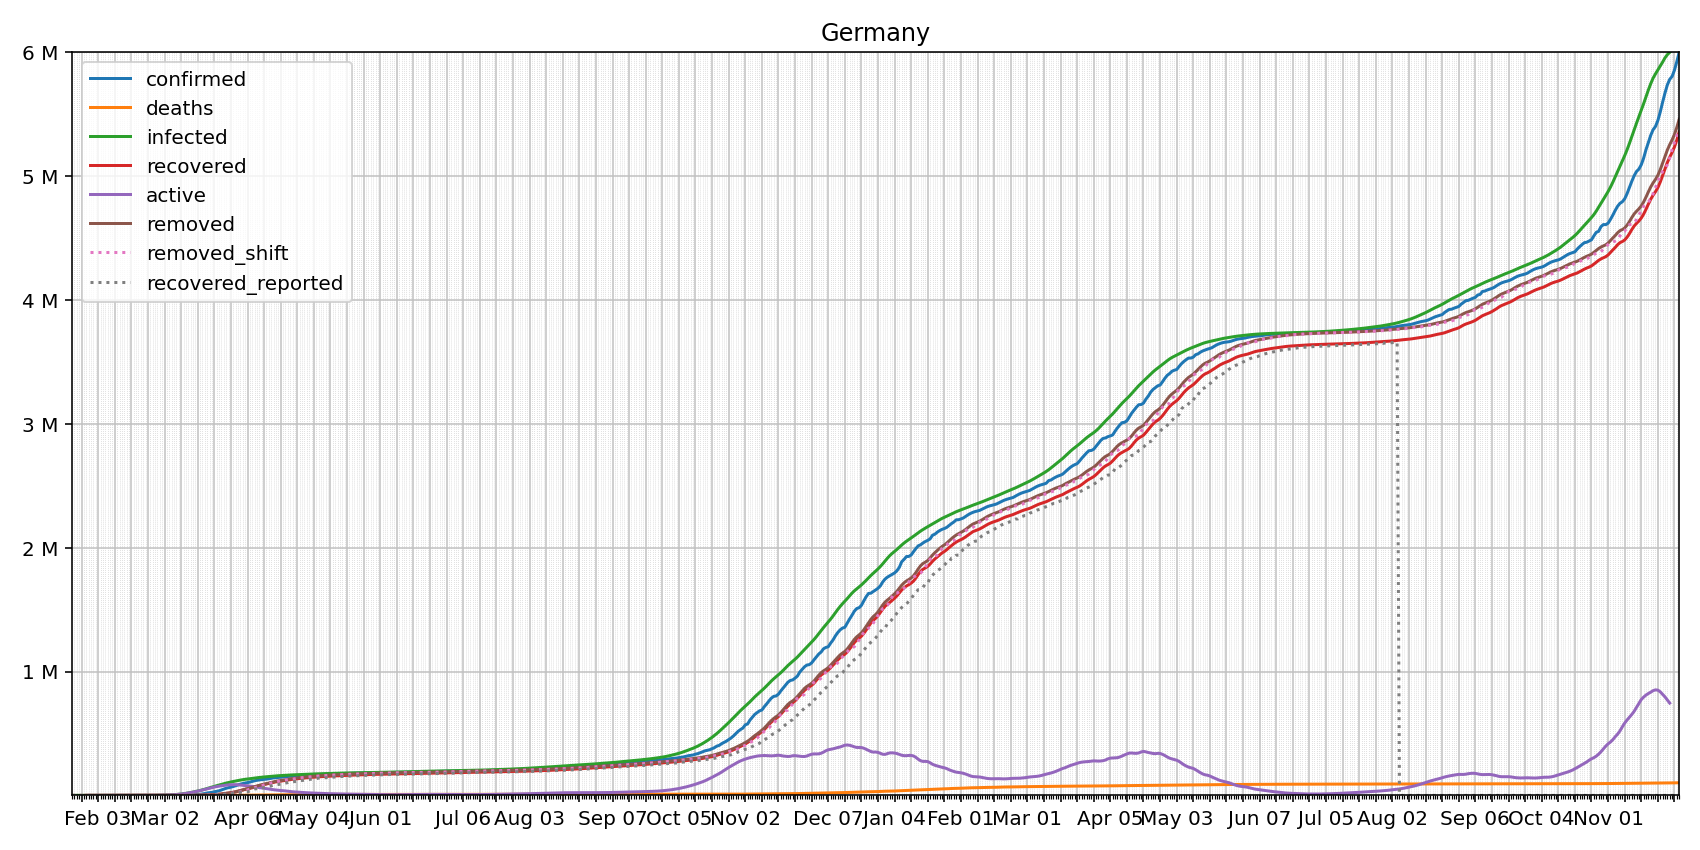 Germany
6 M
5 M
4 M
3 M
2 M
1 M
confirmed
deaths
infected
recovered
active
removed
removed_shift
recovered_reported
Feb 03 Mar 02 Apr 06 May 04 Jun 01 Jul 06 Aug 03 Sep 07 Oct 05 Nov 02 Dec 07 Jan 04 Feb 01 Mar 01 Apr 05 May 03 Jun 07 Jul 05 Aug 02 Sep 06 Oct 04 Nov 01